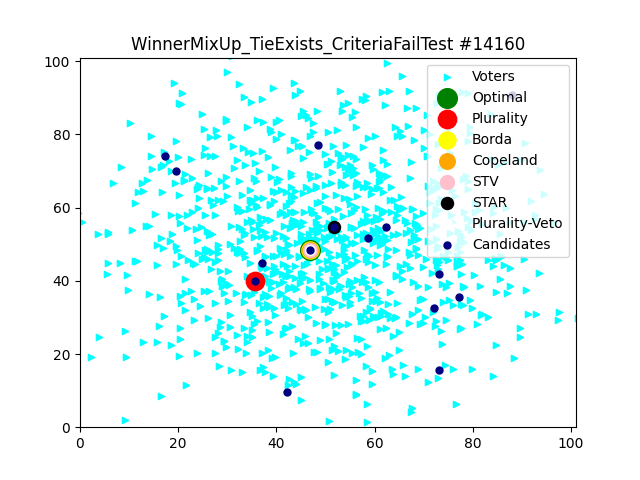 WinnerMixUp_TieExists_CriteriaFailTest #14160
100
80
60
40
20
0
0
20
40
60
80
100
Voters
Optimal
Plurality
Borda
Copeland
STV
STAR
Plurality-Veto
Candidates